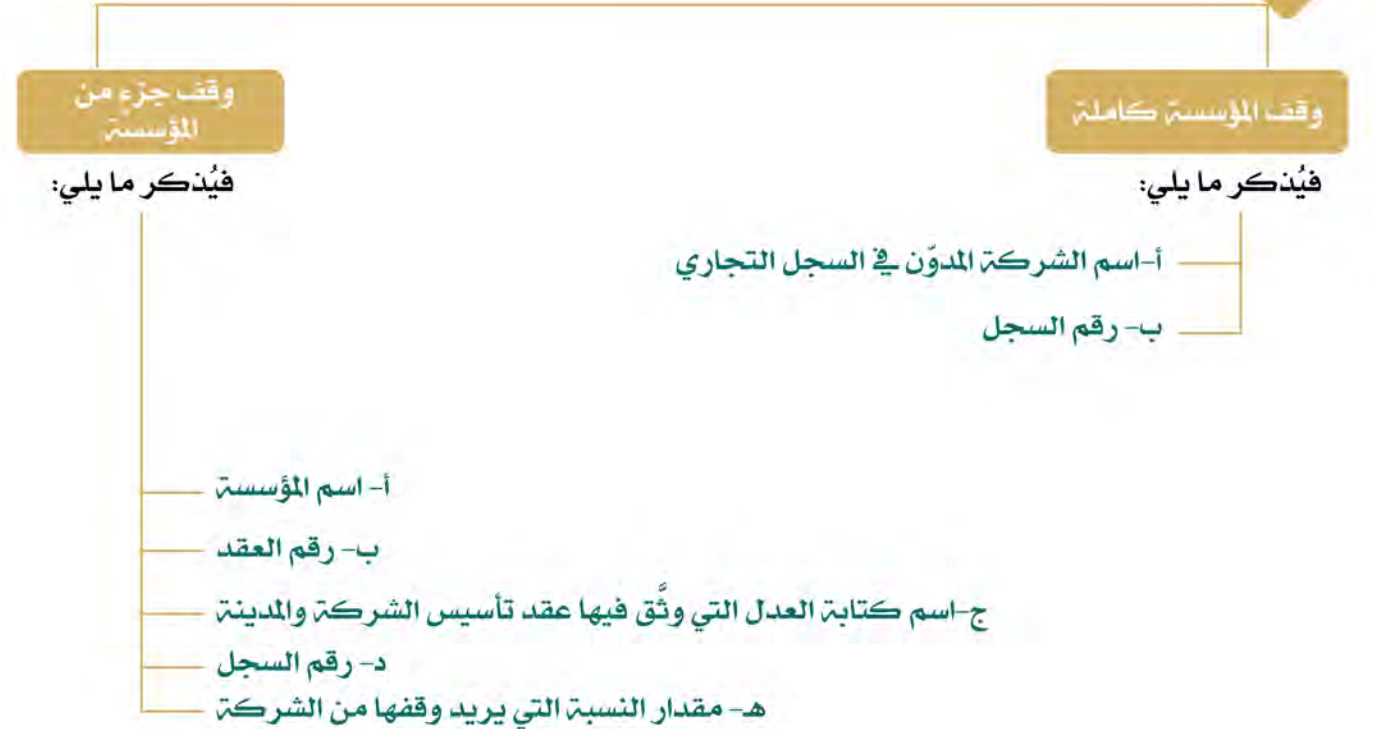 وقف المؤسسة كاملة
فيُذكر ما يلي:
أ-اسم الشركة المدوّن في السجل التجاري
ب- رقم السجل
وقف جزءٍ من
المؤسسة
فيُذكر ما يلي:
أ- اسم المؤسسة
ب- رقم العقد
ج-اسم كتابة العدل التي وثَّق فيها عقد تأسيس الشركة والمدينة
د- رقم السجل
هـ- مقدار النسبة التي يريد وقفها من الشركة